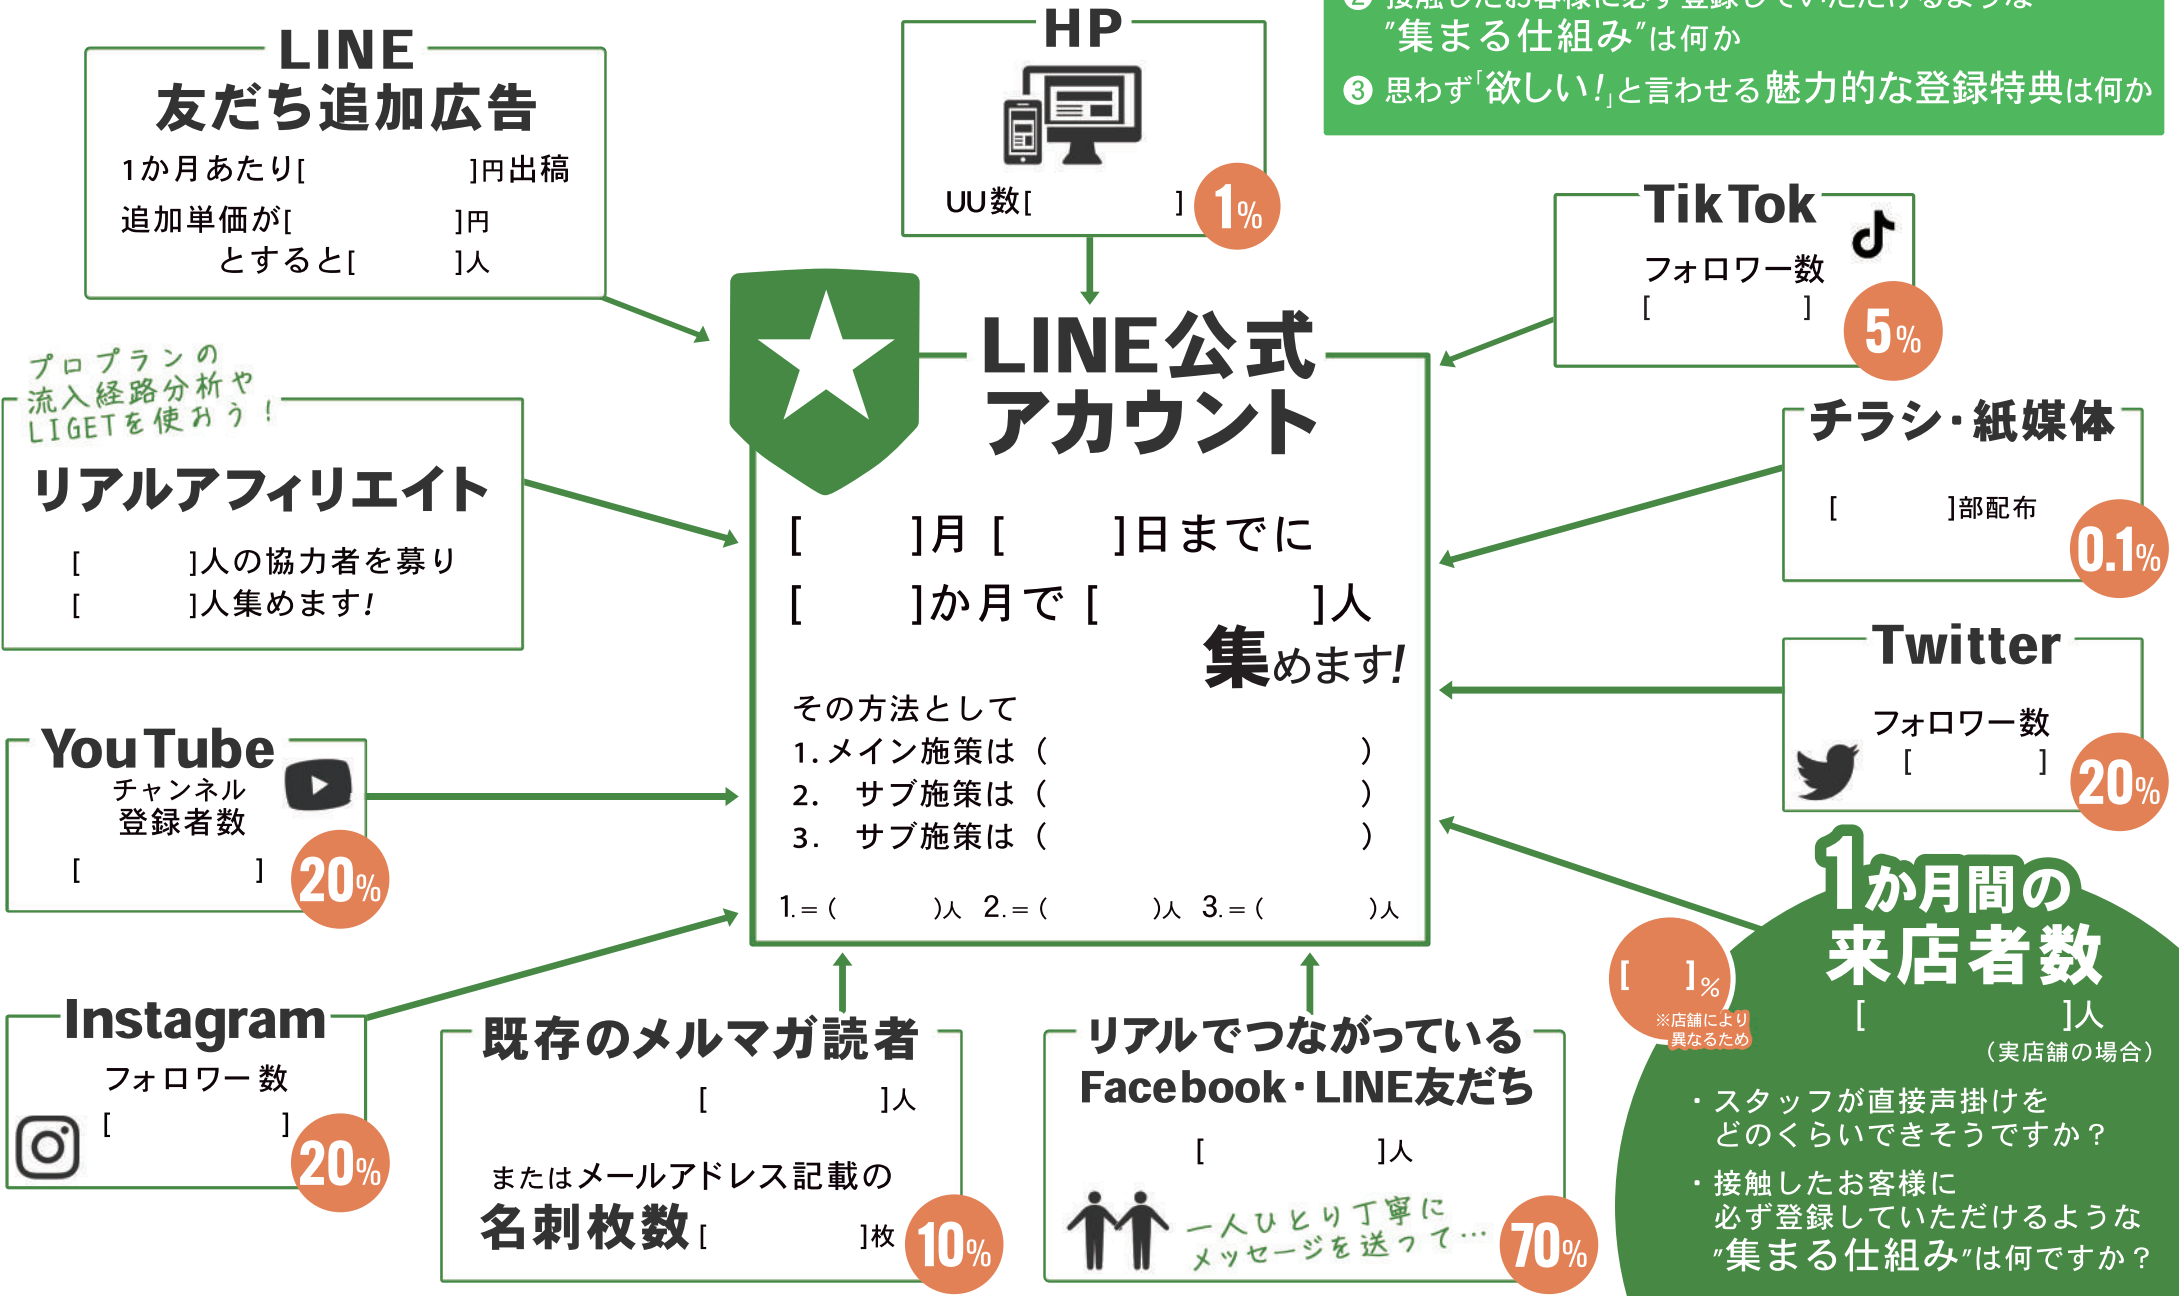 LINE
友だち追加広告
1か月あたり[ ]円出稿
追加単価が[ ]円
とすると[ ]人
HP
UU数[ ]
1%
❷ 接触したお客様に必ず登録していただけるような
"集まる仕組み"は何か
❸ 思わず「欲しい!」と言わせる魅力的な登録特典は何か
TikTok
フォロワー数
[ ]
5%
プロプランの
流入経路分析や
LIGETを使おう!
リアルアフィリエイト
[ ]人の協力者を募り
[ ]人集めます!
LINE公式
アカウント
[ ]月 [ ]日までに
[ ]か月で [ ]人
集めます!
その方法として
1. メイン施策は ( )
2. サブ施策は ( )
3. サブ施策は ( )
1.=( )人 2.=( )人 3.=( )人
チラシ・紙媒体
[ ]部配布
0.1%
Twitter
フォロワー数
[ ]
20%
YouTube
チャンネル
登録者数
[ ]
20%
Instagram
フォロワー数
[ ]
20%
既存のメルマガ読者
[ ]人
またはメールアドレス記載の
名刺枚数[ ]枚
10%
リアルでつながっている
Facebook・LINE友だち
[ ]人
一人ひとり丁寧に
メッセージを送って…
70%
1か月間の
来店者数
[ ]人
(実店舗の場合)
[ ]%
※店舗により
異なるため
・スタッフが直接声掛けを
どのくらいできそうですか？
・接触したお客様に
必ず登録していただけるような
"集まる仕組み"は何ですか？